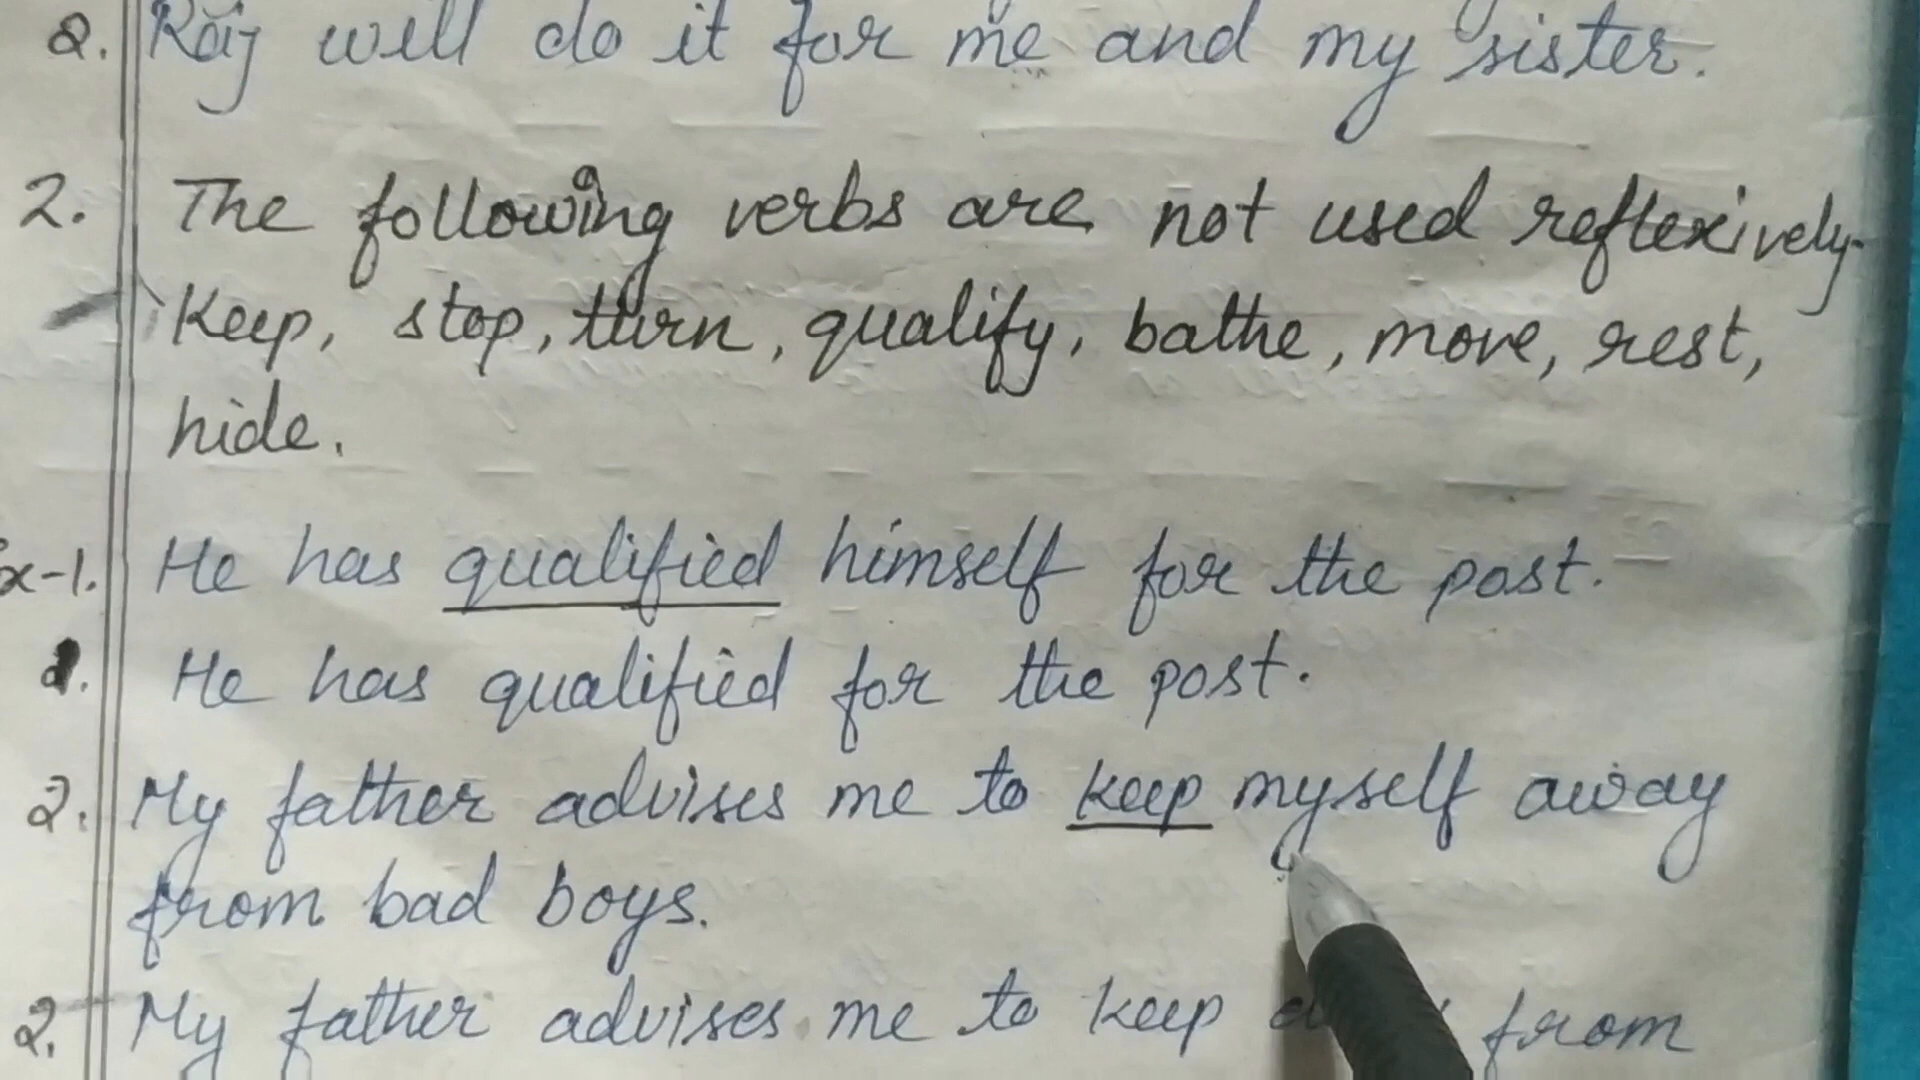 2. Raj will do it for me and my sister.
2. The following verbs are not used reflexively-
Keep, stop, turn, qualify, bathe, move, rest,
hide.
x-1. He has qualified himself for the post.
1. He has qualified for the post.
2. My father advises me to keep myself away
from bad boys.
2. My father advises me to keep from